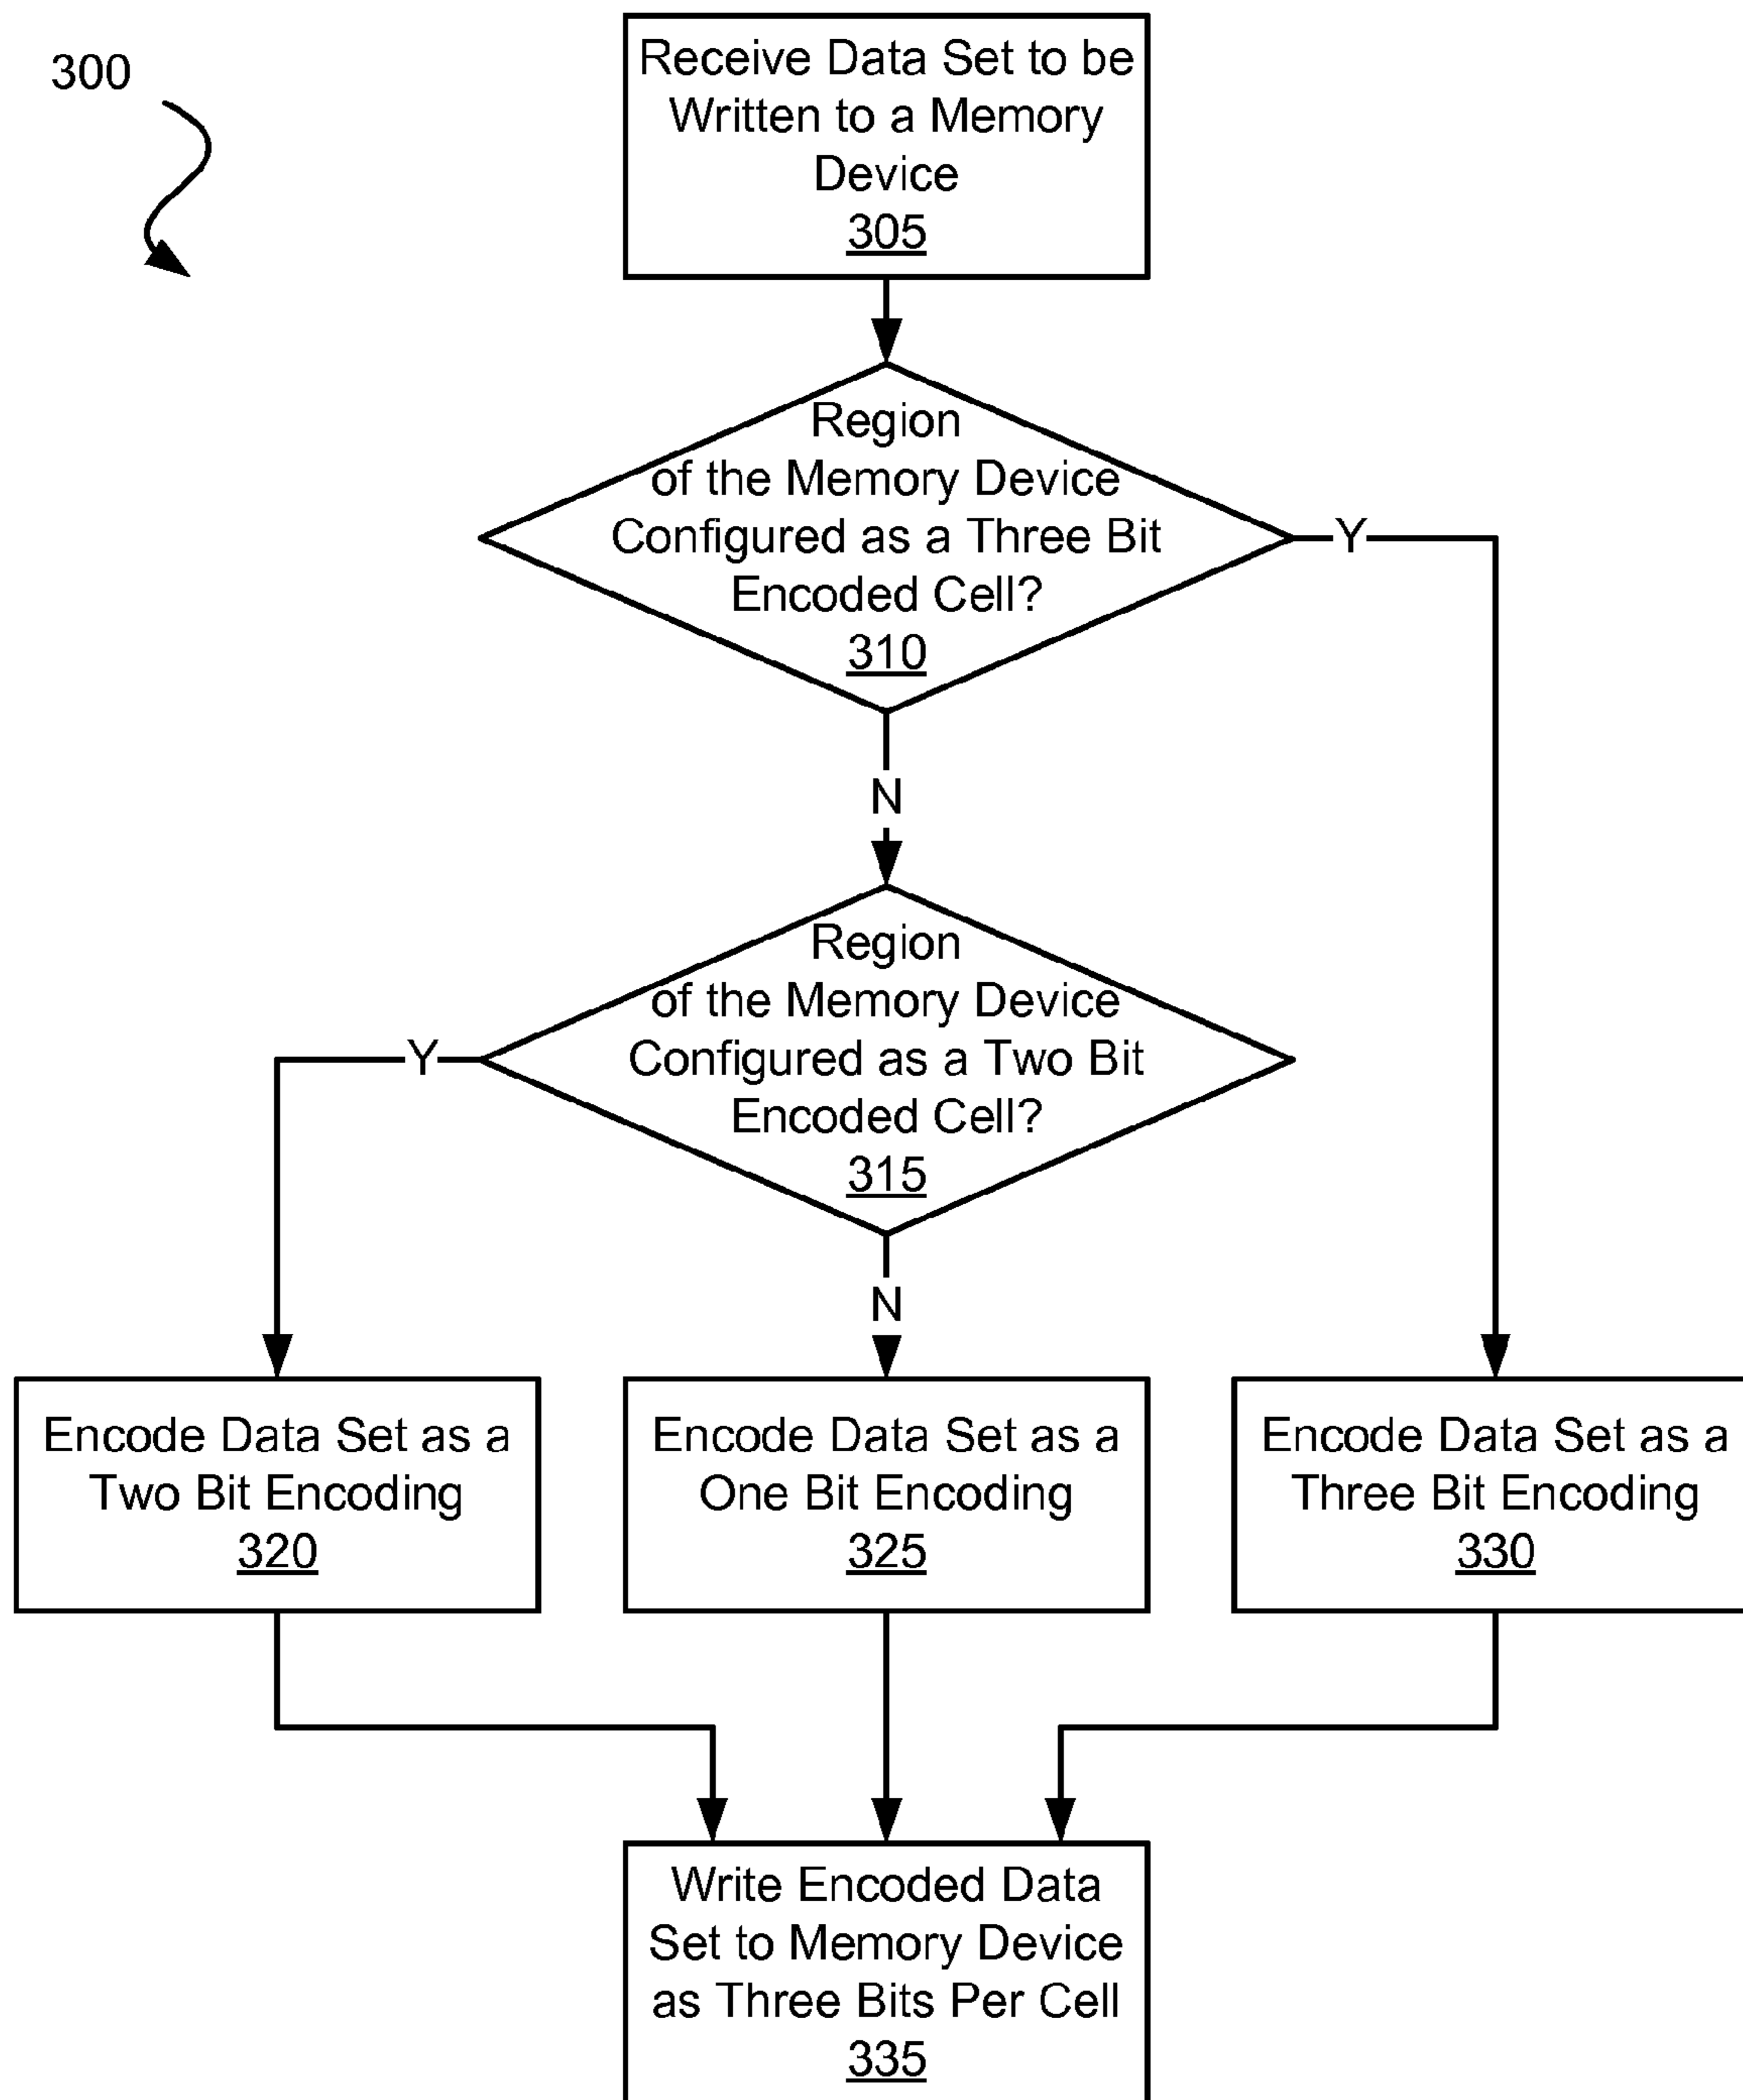 300
Receive Data Set to be
Written to a Memory
Device
305
Region
of the Memory Device
Configured as a Three Bit
Encoded Cell?
310
Y
N
Region
of the Memory Device
Configured as a Two Bit
Encoded Cell?
315
Y
N
Encode Data Set as a
Two Bit Encoding
320
Encode Data Set as a
One Bit Encoding
325
Encode Data Set as a
Three Bit Encoding
330
Write Encoded Data
Set to Memory Device
as Three Bits Per Cell
335